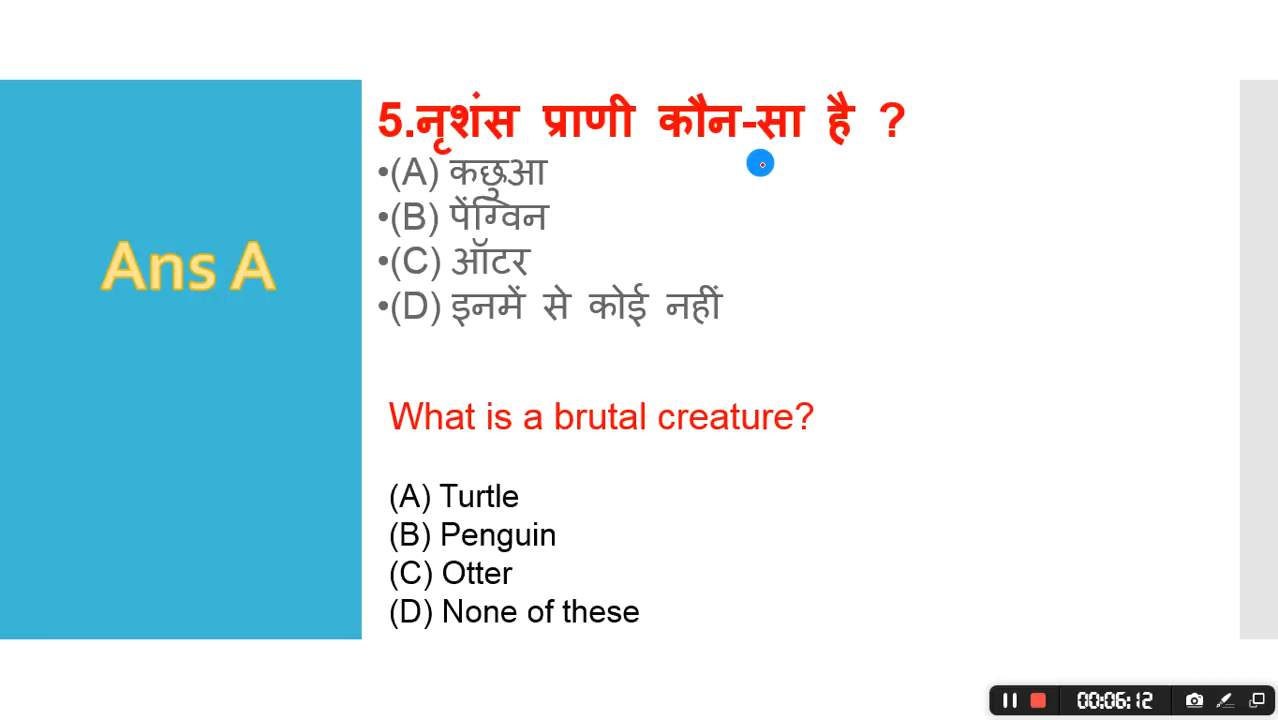 Ans A
5.नृशंस प्राणी कौन-सा है ?
•(A) कछुआ
•(B) पेंग्विन
•(C) ऑटर
•(D) इनमें से कोई नहीं
What is a brutal creature?
(A) Turtle
(B) Penguin
(C) Otter
(D) None of these
00:06:12